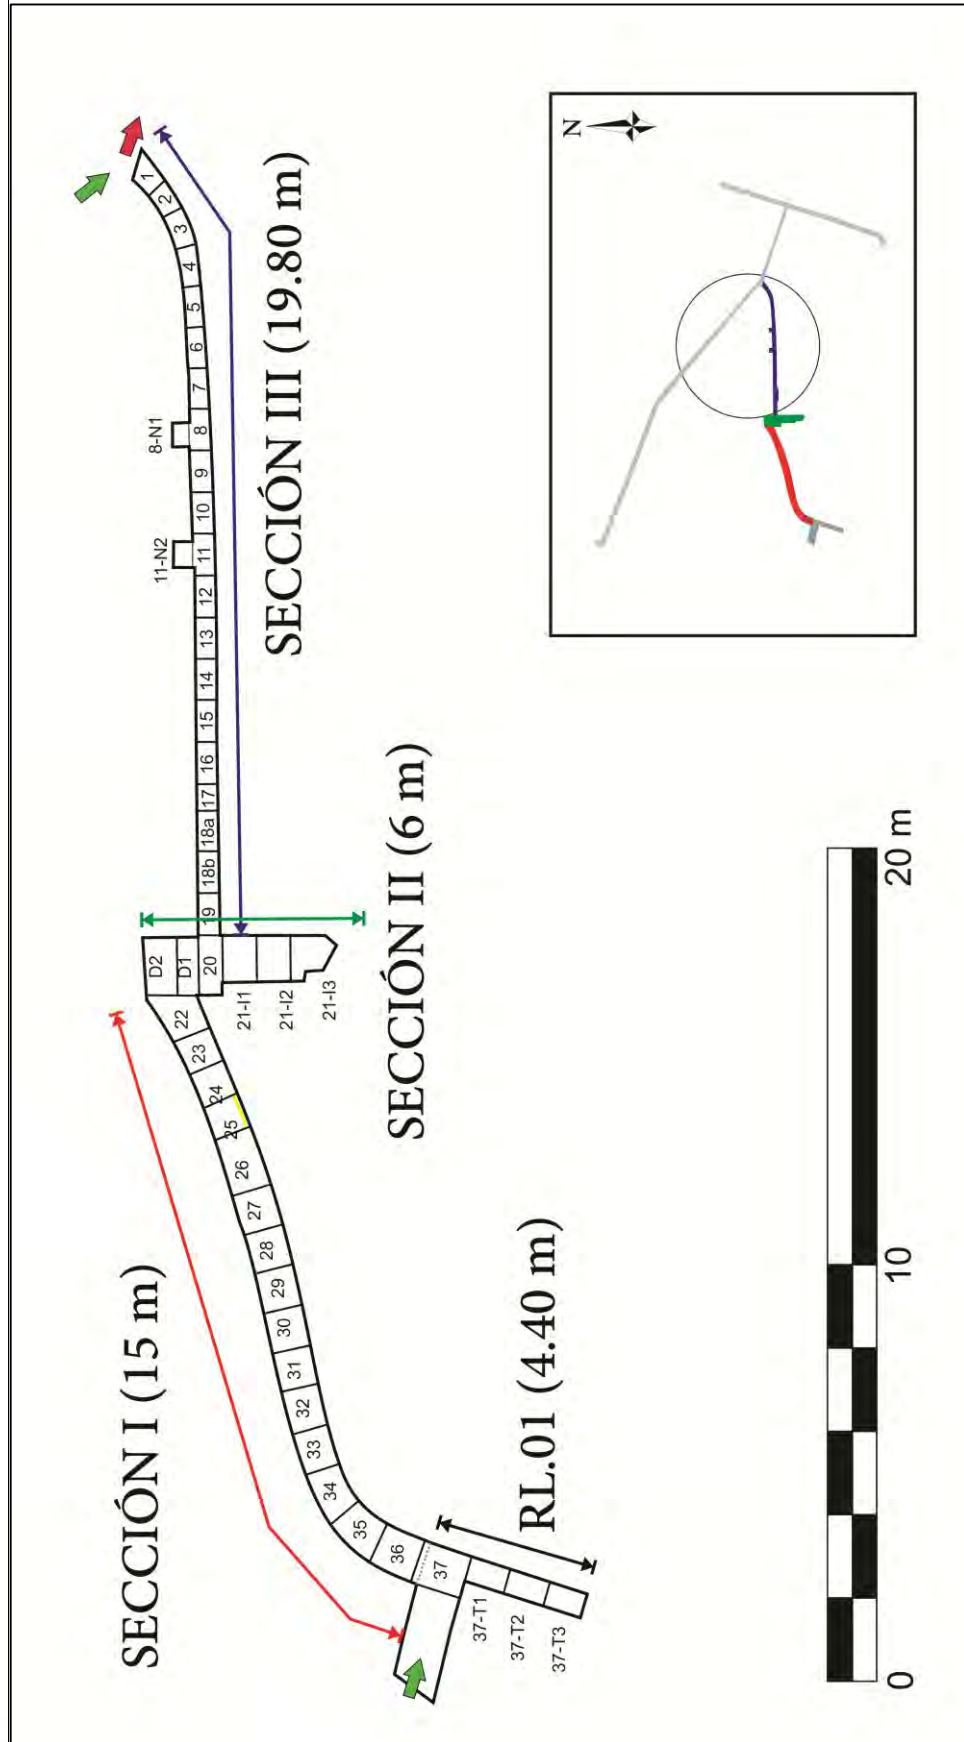 SECCIÓN I (15 m)
SECCIÓN II (6 m)
SECCIÓN III (19.80 m)
RL.01 (4.40 m)
1
2
3
4
5
6
7
8
8-N1
9
10
11
11-N2
12
13
14
15
16
17
18a
18b
19
20
D1
D2
21-I1
21-I2
21-I3
22
23
24
25
26
27
28
29
30
31
32
33
34
35
36
37
37-T1
37-T2
37-T3
N
0
10
20 m